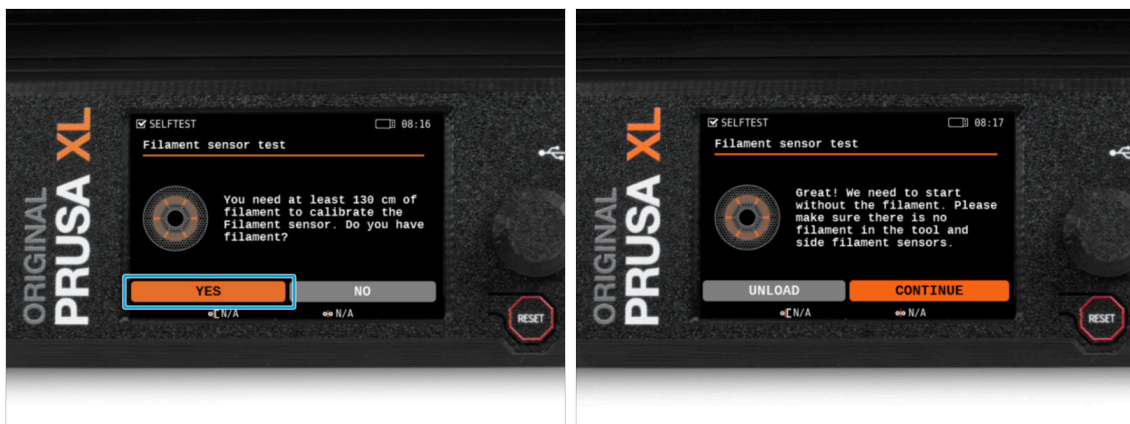 ORIGINAL
PRUSA XL
SELFTEST
08:16
Filament sensor test
You need at least 130 cm of
filament to calibrate the
Filament sensor. Do you have
filament?
YES
NO
N/A
N/A
RESET
ORIGINAL
PRUSA XL
SELFTEST
08:17
Filament sensor test
Great! We need to start
without the filament. Please
make sure there is no
filament in the tool and
side filament sensors.
UNLOAD
CONTINUE
N/A
N/A
RESET